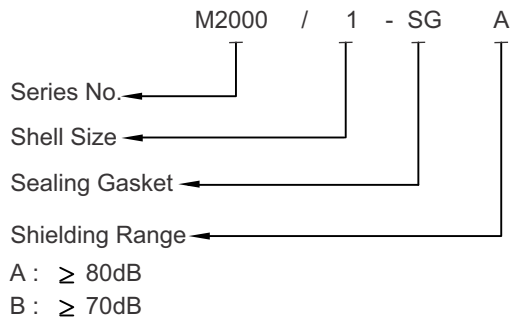 M2000 / 1 - SG A
Series No.
Shell Size
Sealing Gasket
Shielding Range
A : ≥ 80dB
B : ≥ 70dB